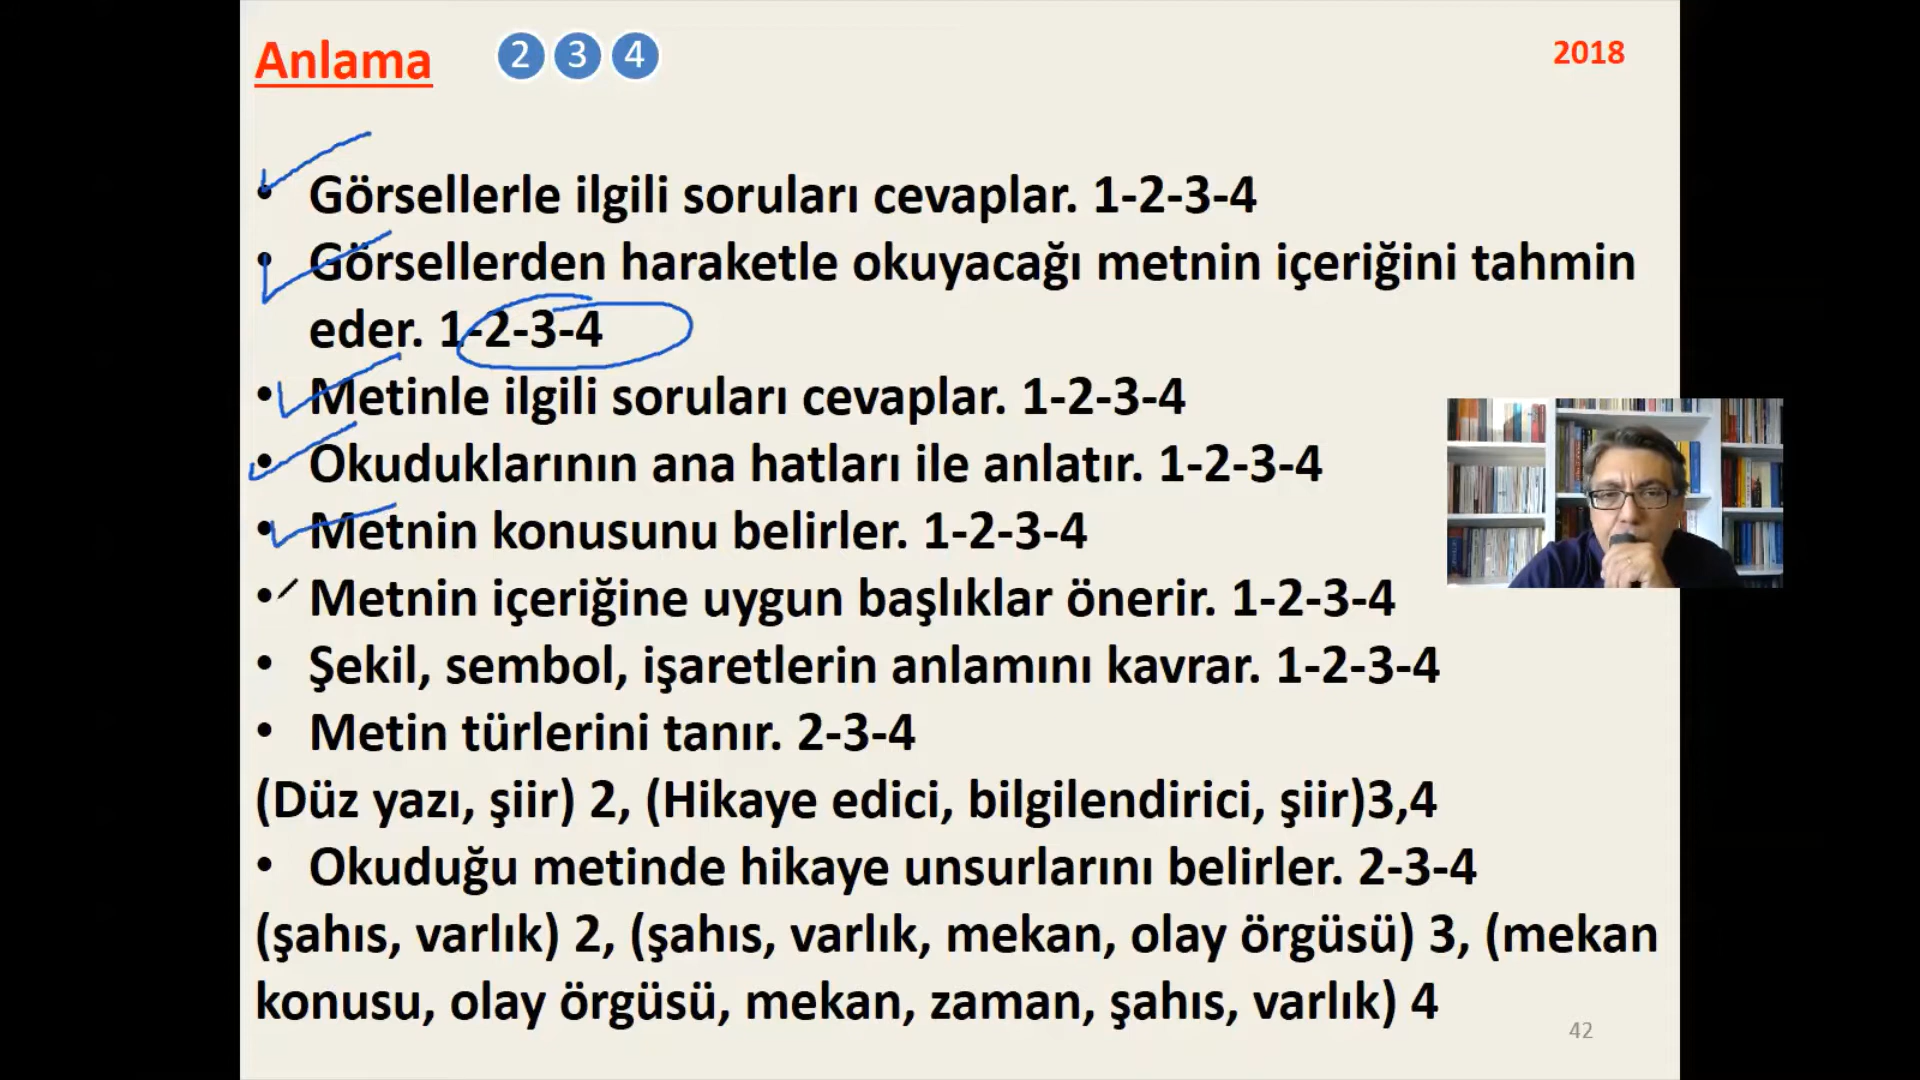 Anlama 2 3 4 2018
• Görsellerle ilgili soruları cevaplar. 1-2-3-4
• Görsellerden haraketle okuyacağı metnin içeriğini tahmin
eder. 1-2-3-4
• Metinle ilgili soruları cevaplar. 1-2-3-4
• Okuduklarının ana hatları ile anlatır. 1-2-3-4
• Metnin konusunu belirler. 1-2-3-4
• Metnin içeriğine uygun başlıklar önerir. 1-2-3-4
• Şekil, sembol, işaretlerin anlamını kavrar. 1-2-3-4
• Metin türlerini tanır. 2-3-4
(Düz yazı, şiir) 2, (Hikaye edici, bilgilendirici, şiir)3,4
• Okuduğu metinde hikaye unsurlarını belirler. 2-3-4
(şahıs, varlık) 2, (şahıs, varlık, mekan, olay örgüsü) 3, (mekan
konusu, olay örgüsü, mekan, zaman, şahıs, varlık) 4
42